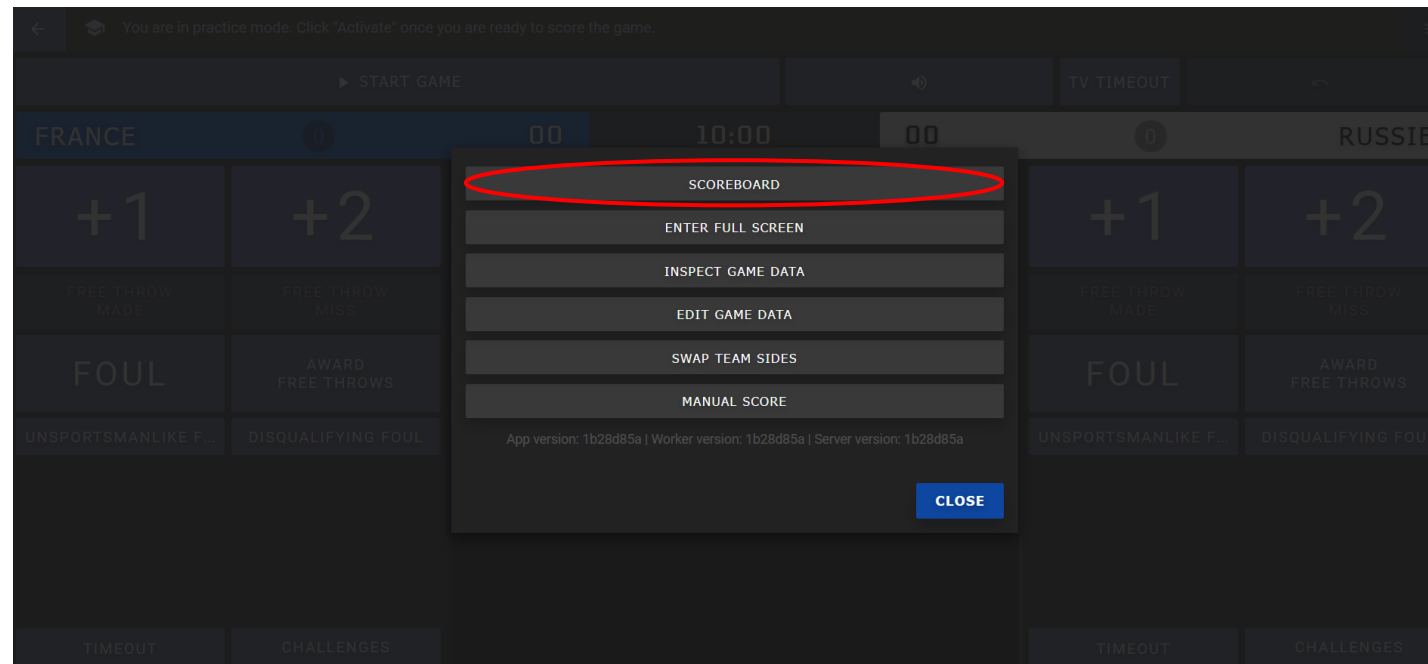 You are in practice mode. Click "Activate" once you are ready to score the game.
START GAME
TV TIMEOUT
FRANCE 0 00 10:00 00 0 RUSSIE
+1 +2 +1 +2
FREE THROW MADE
FREE THROW MISS
FREE THROW MADE
FREE THROW MISS
FOUL
AWARD FREE THROWS
FOUL
AWARD FREE THROWS
UNSPORTSMANLIKE F...
DISQUALIFYING FOUL
UNSPORTSMANLIKE F...
DISQUALIFYING FOU
SCOREBOARD
ENTER FULL SCREEN
INSPECT GAME DATA
EDIT GAME DATA
SWAP TEAM SIDES
MANUAL SCORE
App version: 1b28d85a | Worker version: 1b28d85a | Server version: 1b28d85a
CLOSE
TIMEOUT
CHALLENGES
TIMEOUT
CHALLENGES